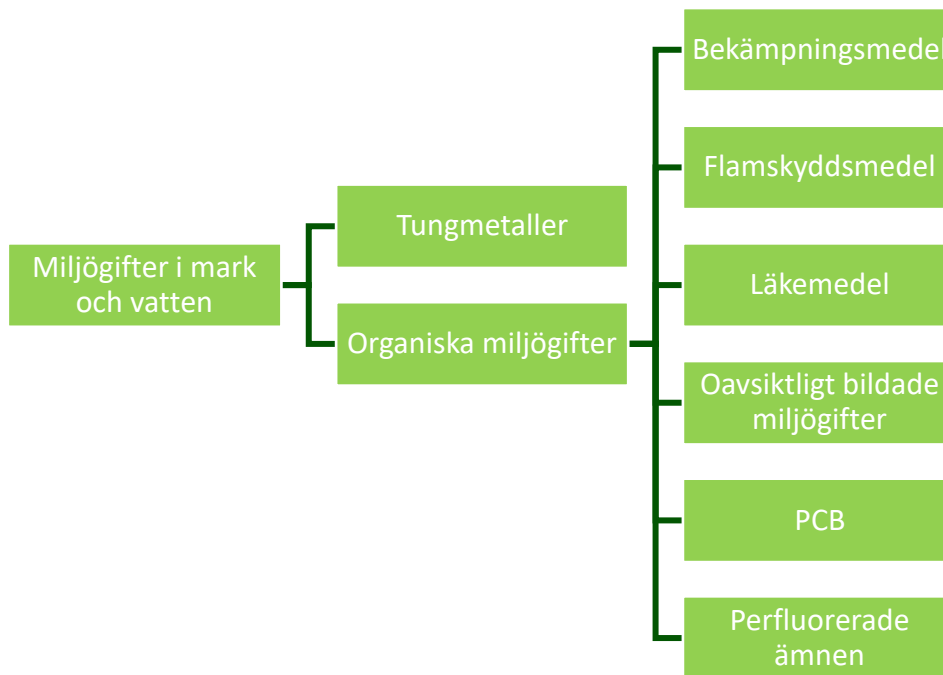 Miljögifter i mark
och vatten
Tungmetaller
Organiska miljögifter
Bekämpningsmedel
Flamskyddsmedel
Läkemedel
Oavsiktligt bildade
miljögifter
PCB
Perfluorerade
ämnen